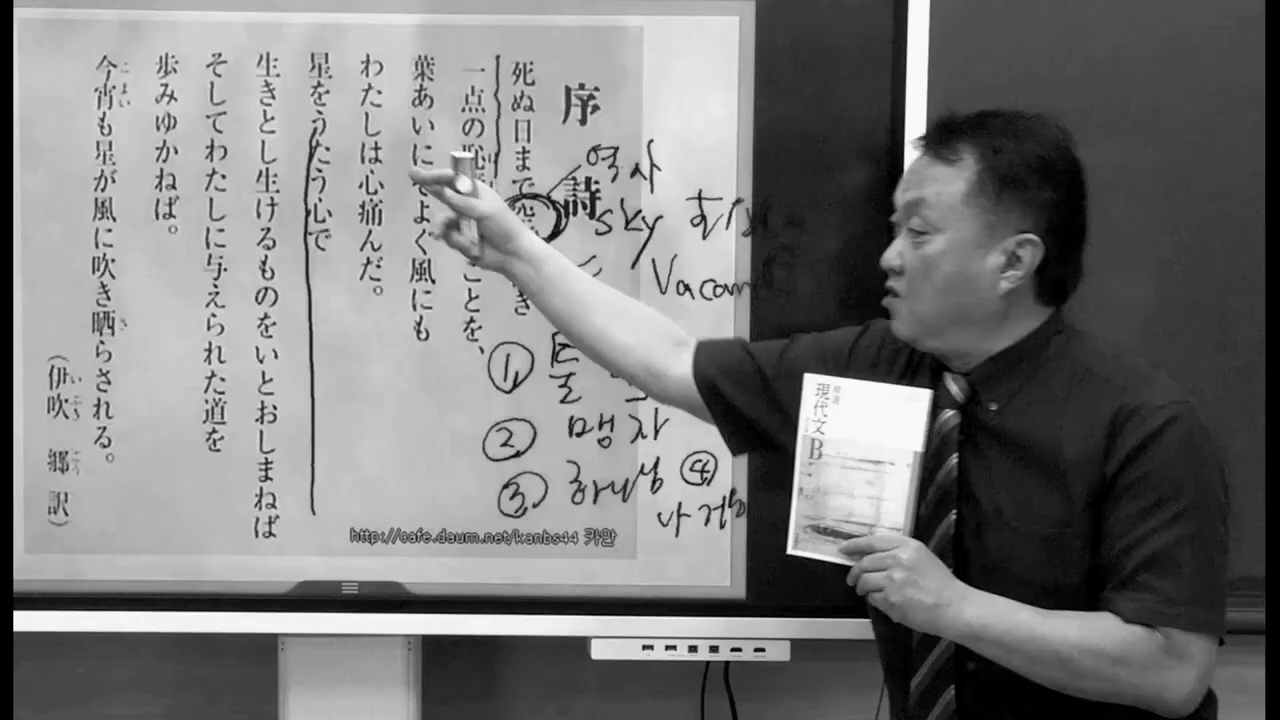 序詩
死ぬ日まで空 き
一点の恥 ことを、
葉あいにそよぐ風にも
わたしは心痛んだ。
星をうたう心で
生きとし生けるものをいとおしまねば
そしてわたしに与えられた道を
歩みゆかねば。
今宵も星が風に吹き晒らされる。
(伊吹 郷 訳)
역사
sky
①
② 맹자
③ 하나님 ④
http://cafe.daum.net/kanbs44 카만
精選
現代文B